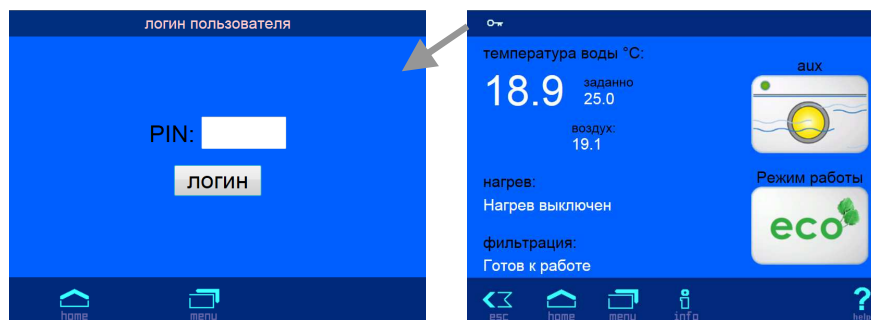 логин пользователя
PIN:
логин
home
menu
температура воды °C:
18.9
заданно
25.0
воздух:
19.1
нагрев:
Нагрев выключен
фильтрация:
Готов к работе
aux
Режим работы
eco
esc
home
menu
info
help